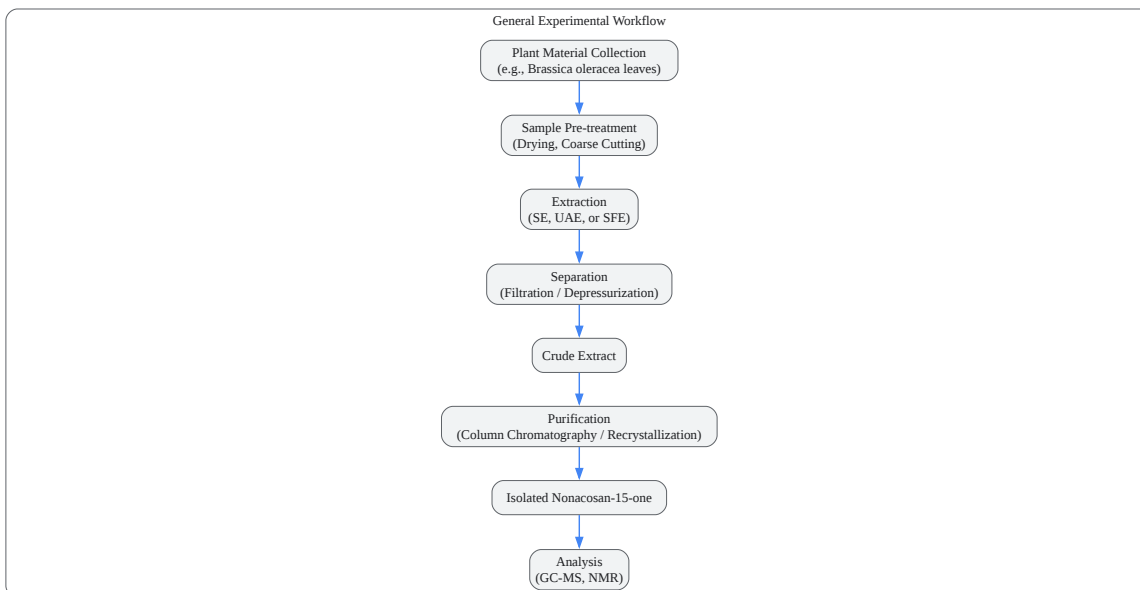 General Experimental Workflow
Plant Material Collection
(e.g., Brassica oleracea leaves)
Sample Pre-treatment
(Drying, Coarse Cutting)
Extraction
(SE, UAE, or SFE)
Separation
(Filtration / Depressurization)
Crude Extract
Purification
(Column Chromatography / Recrystallization)
Isolated Nonacosan-15-one
Analysis
(GC-MS, NMR)